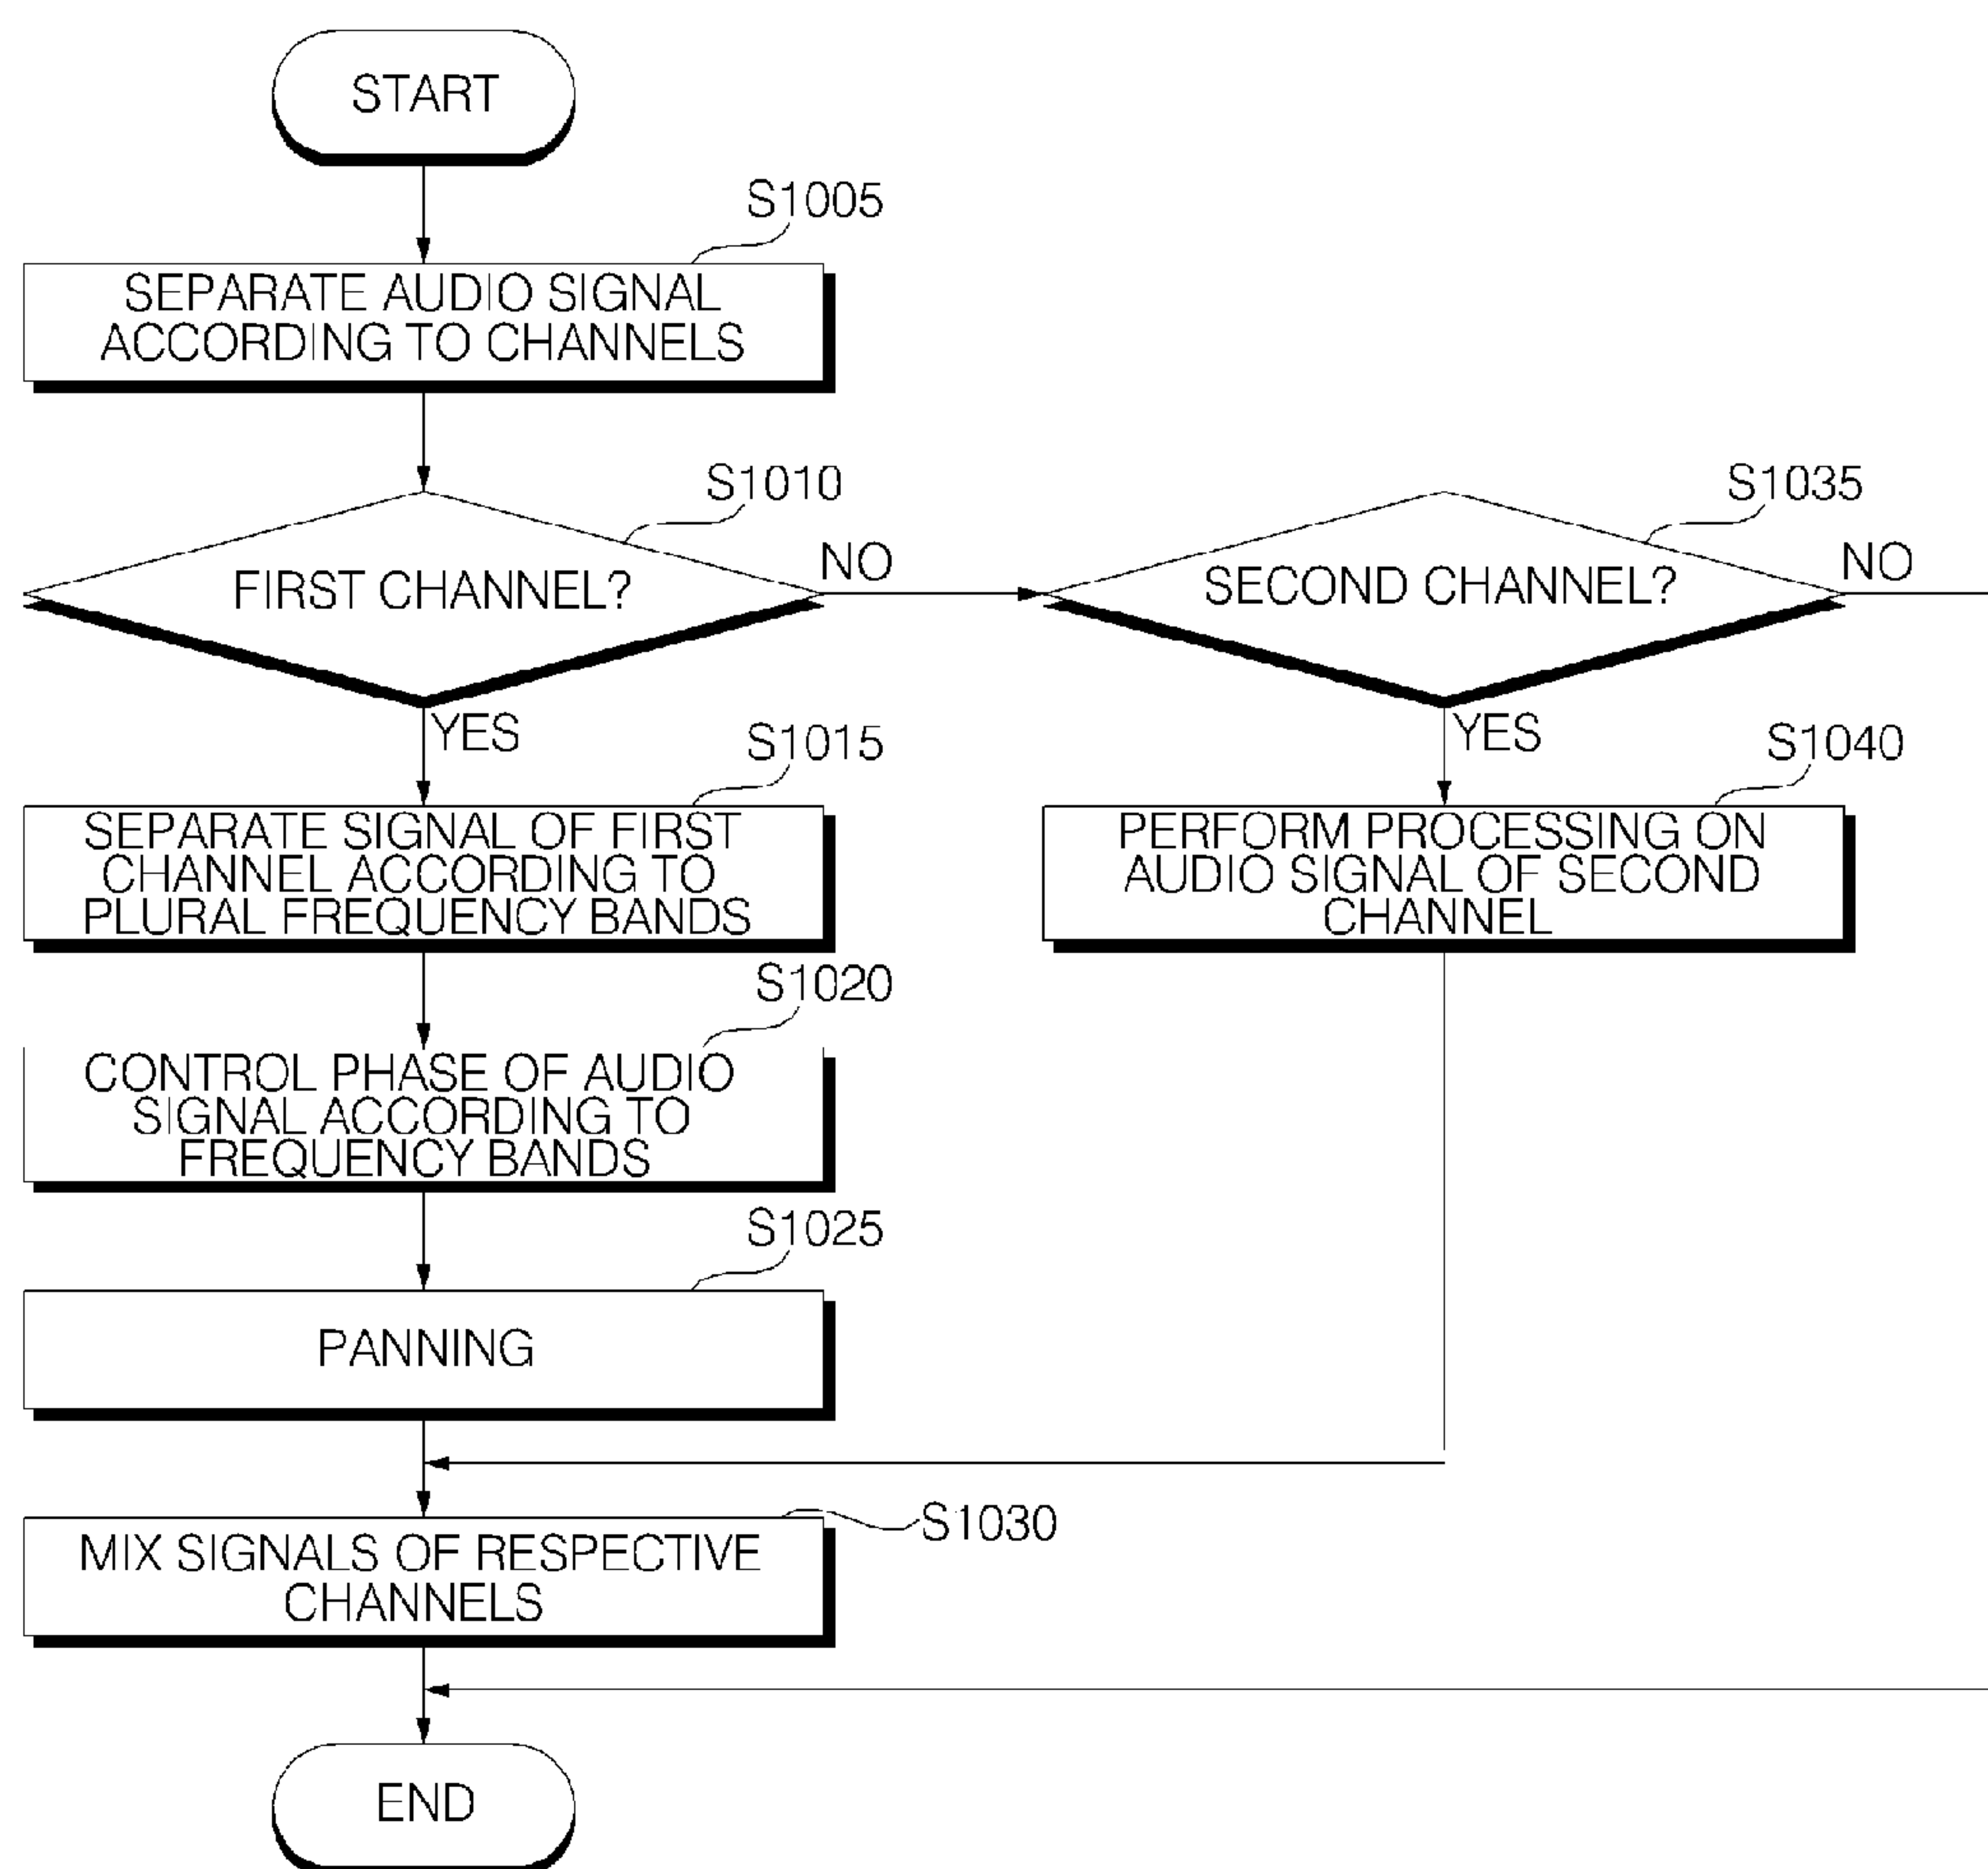 START
S1005
SEPARATE AUDIO SIGNAL
ACCORDING TO CHANNELS
S1010
FIRST CHANNEL?
NO
S1035
SECOND CHANNEL?
NO
YES
S1015
SEPARATE SIGNAL OF FIRST
CHANNEL ACCORDING TO
PLURAL FREQUENCY BANDS
YES
S1040
PERFORM PROCESSING ON
AUDIO SIGNAL OF SECOND
CHANNEL
S1020
CONTROL PHASE OF AUDIO
SIGNAL ACCORDING TO
FREQUENCY BANDS
S1025
PANNING
S1030
MIX SIGNALS OF RESPECTIVE
CHANNELS
END